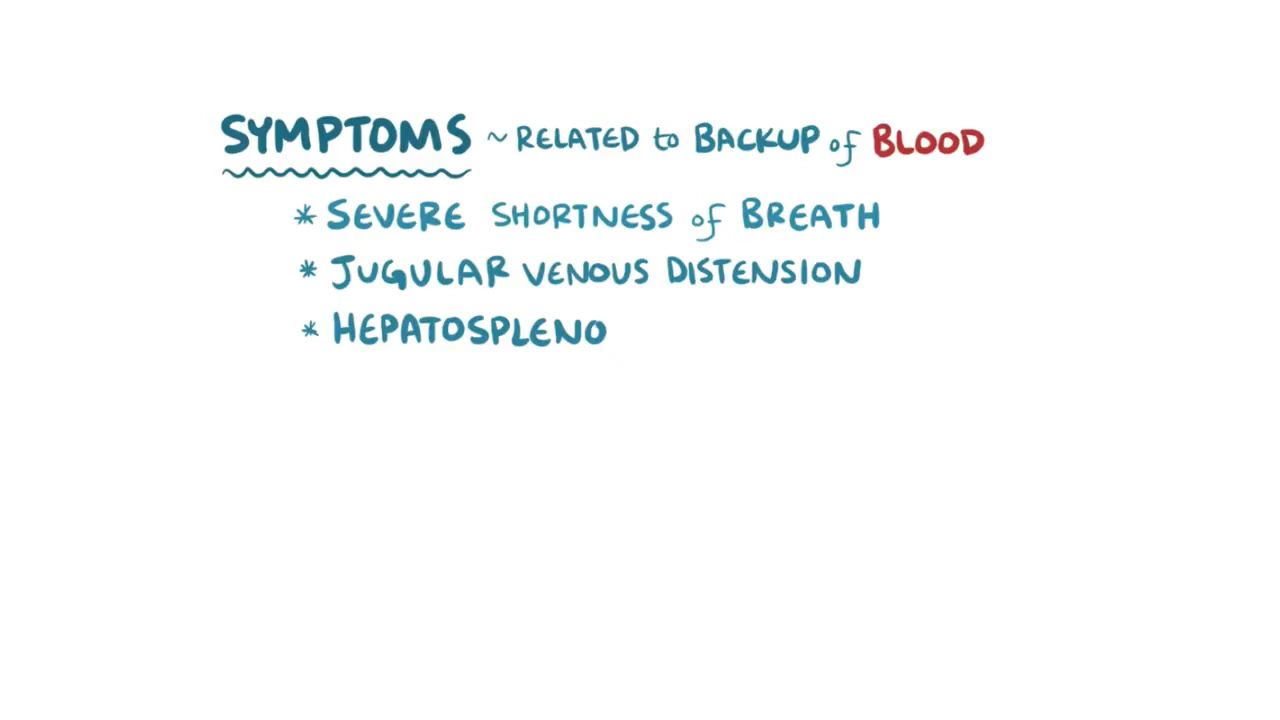 SYMPTOMS ~ RELATED to BACKUP of BLOOD
* SEVERE SHORTNESS of BREATH
* JUGULAR VENOUS DISTENSION
* HEPATOSPLENO